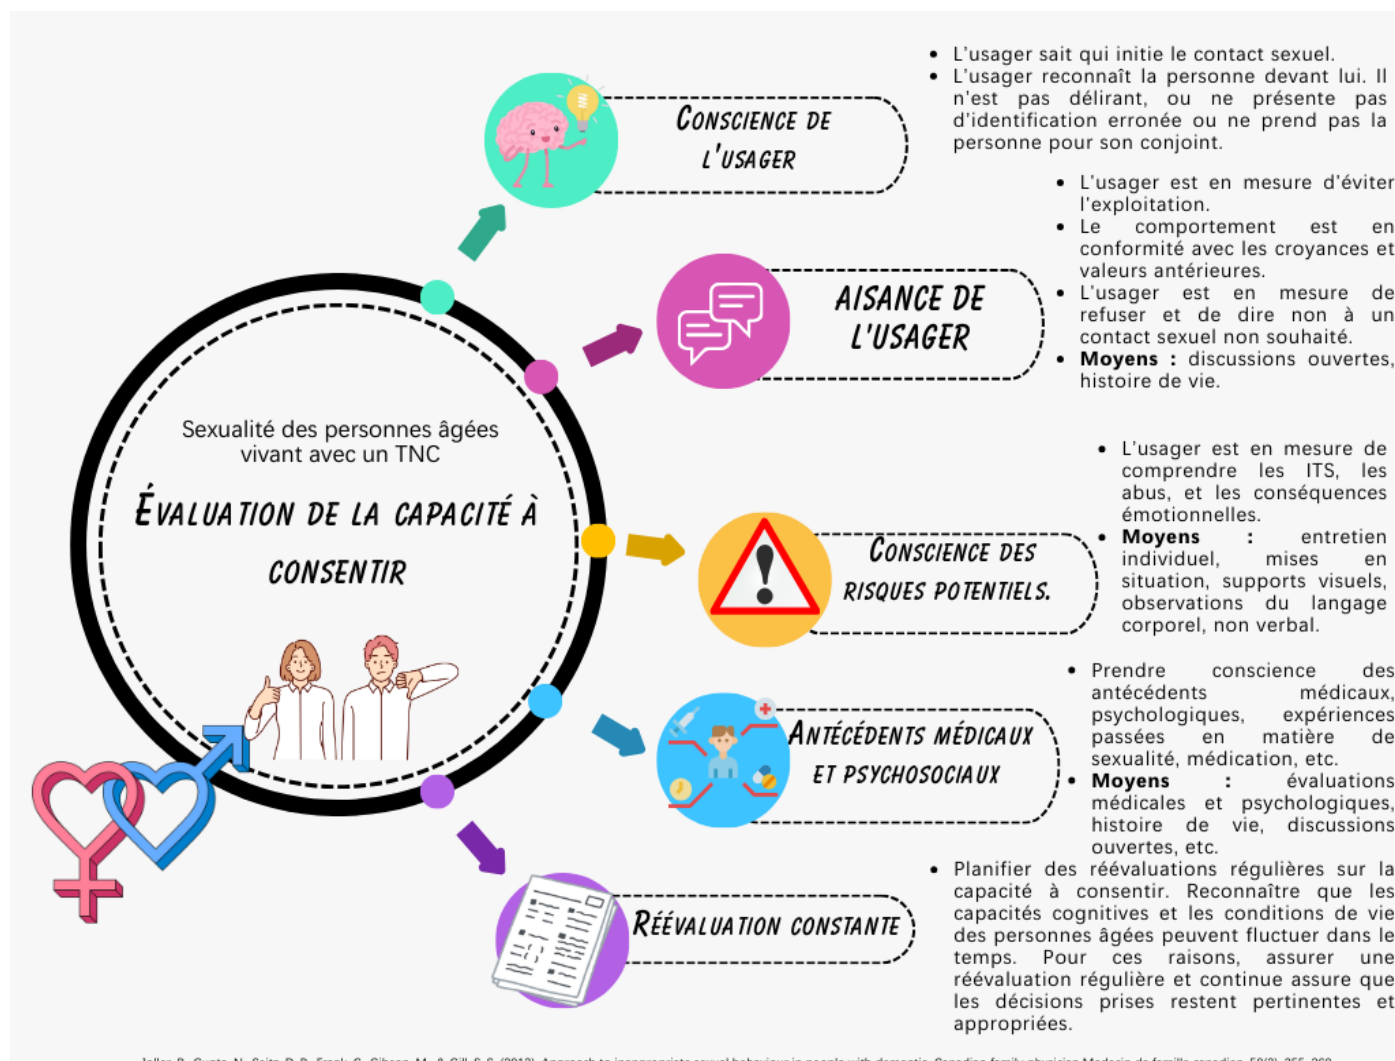 Sexualité des personnes âgées
vivant avec un TNC
Évaluation de la capacité à
consentir
Conscience de
l'usager
• L'usager sait qui initie le contact sexuel.
• L'usager reconnaît la personne devant lui. Il
n'est pas délirant, ou ne présente pas
d'identification erronée ou ne prend pas la
personne pour son conjoint.
AISANCE DE
L'USAGER
• L'usager est en mesure d'éviter
l'exploitation.
• Le comportement est en
conformité avec les croyances et
valeurs antérieures.
• L'usager est en mesure de
refuser et de dire non à un
contact sexuel non souhaité.
• Moyens : discussions ouvertes,
histoire de vie.
Conscience des
risques potentiels.
• L'usager est en mesure de
comprendre les ITS, les
abus, et les conséquences
émotionnelles.
• Moyens : entretien
individuel, mises en
situation, supports visuels,
observations du langage
corporel, non verbal.
Antécédents médicaux
et psychosociaux
• Prendre conscience des
antécédents médicaux,
psychologiques, expériences
passées en matière de
sexualité, médication, etc.
• Moyens : évaluations
médicales et psychologiques,
histoire de vie, discussions
ouvertes, etc.
Réévaluation constante
• Planifier des réévaluations régulières sur la
capacité à consentir. Reconnaître que les
capacités cognitives et les conditions de vie
des personnes âgées peuvent fluctuer dans le
temps. Pour ces raisons, assurer une
réévaluation régulière et continue assure que
les décisions prises restent pertinentes et
appropriées.